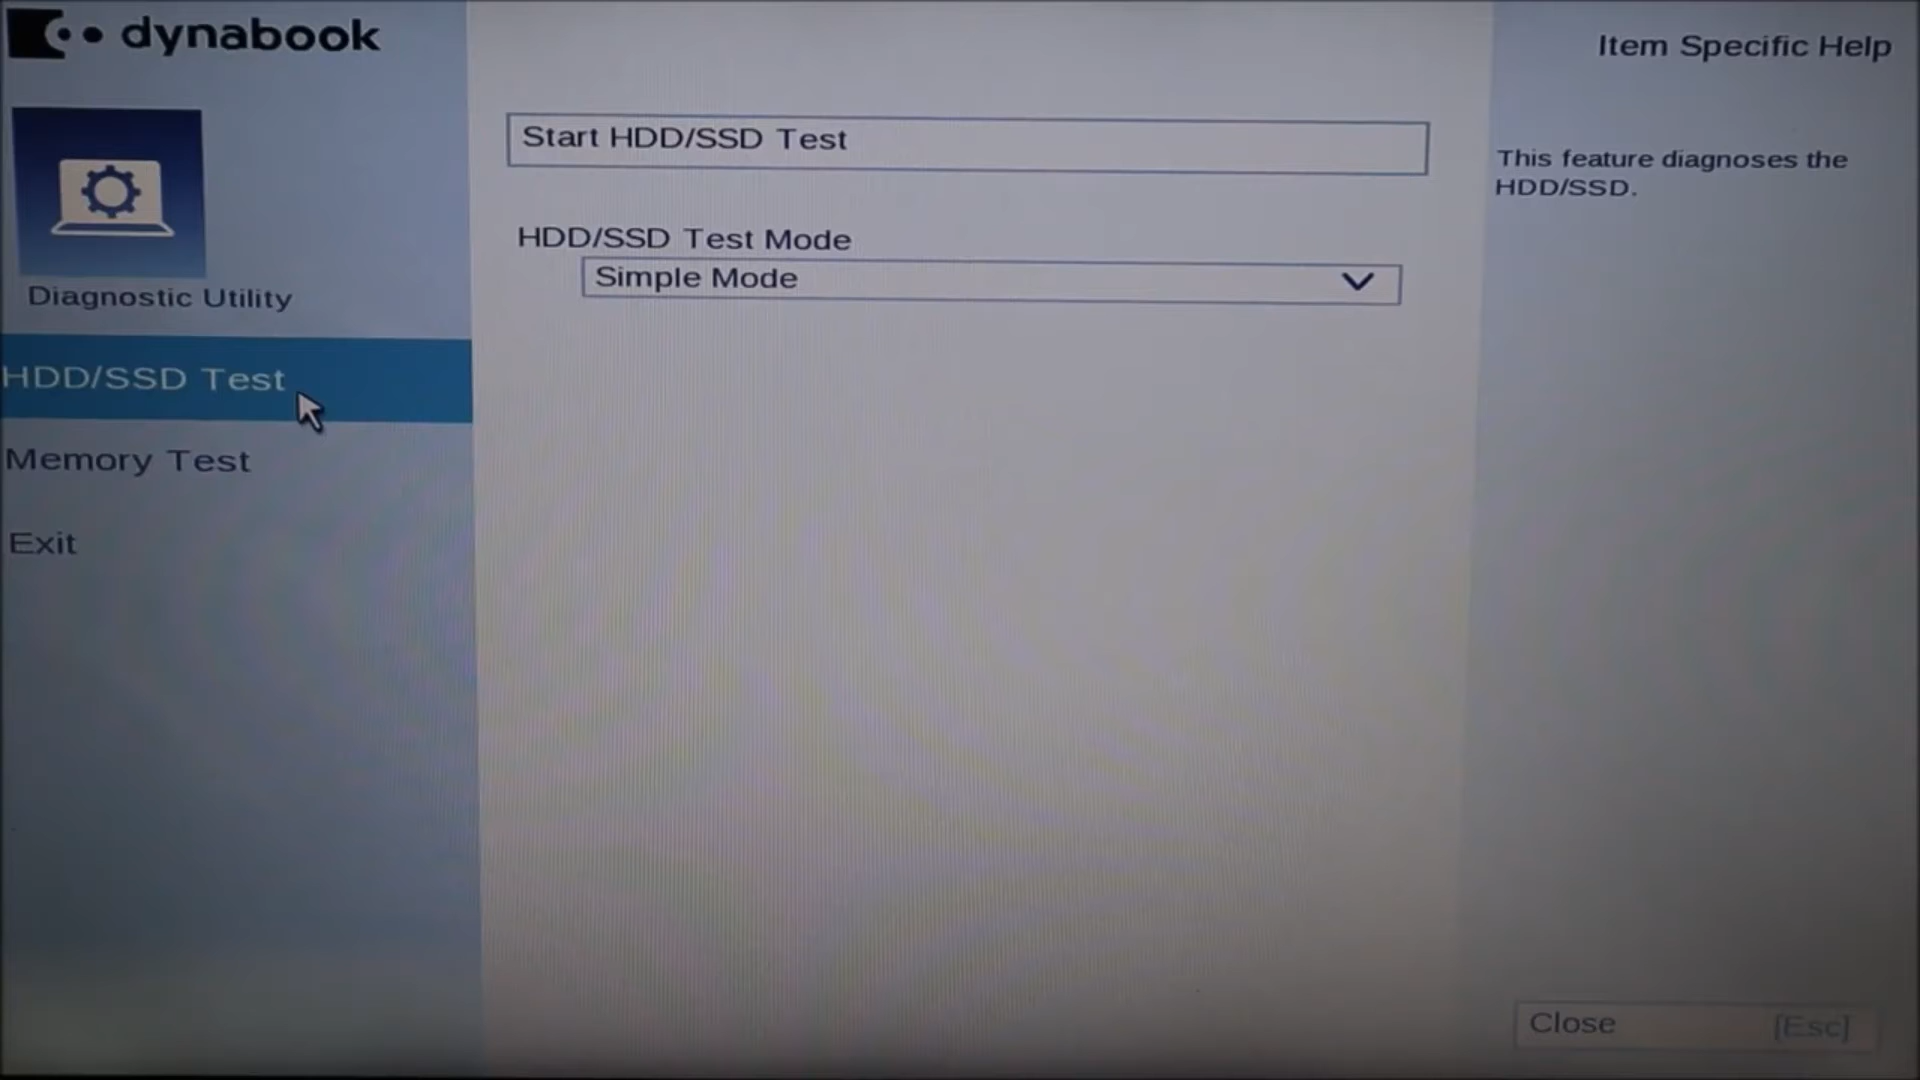 dynabook
Item Specific Help
Start HDD/SSD Test
This feature diagnoses the
HDD/SSD.
HDD/SSD Test Mode
Simple Mode
Diagnostic Utility
HDD/SSD Test
Memory Test
Exit
Close [Esc]